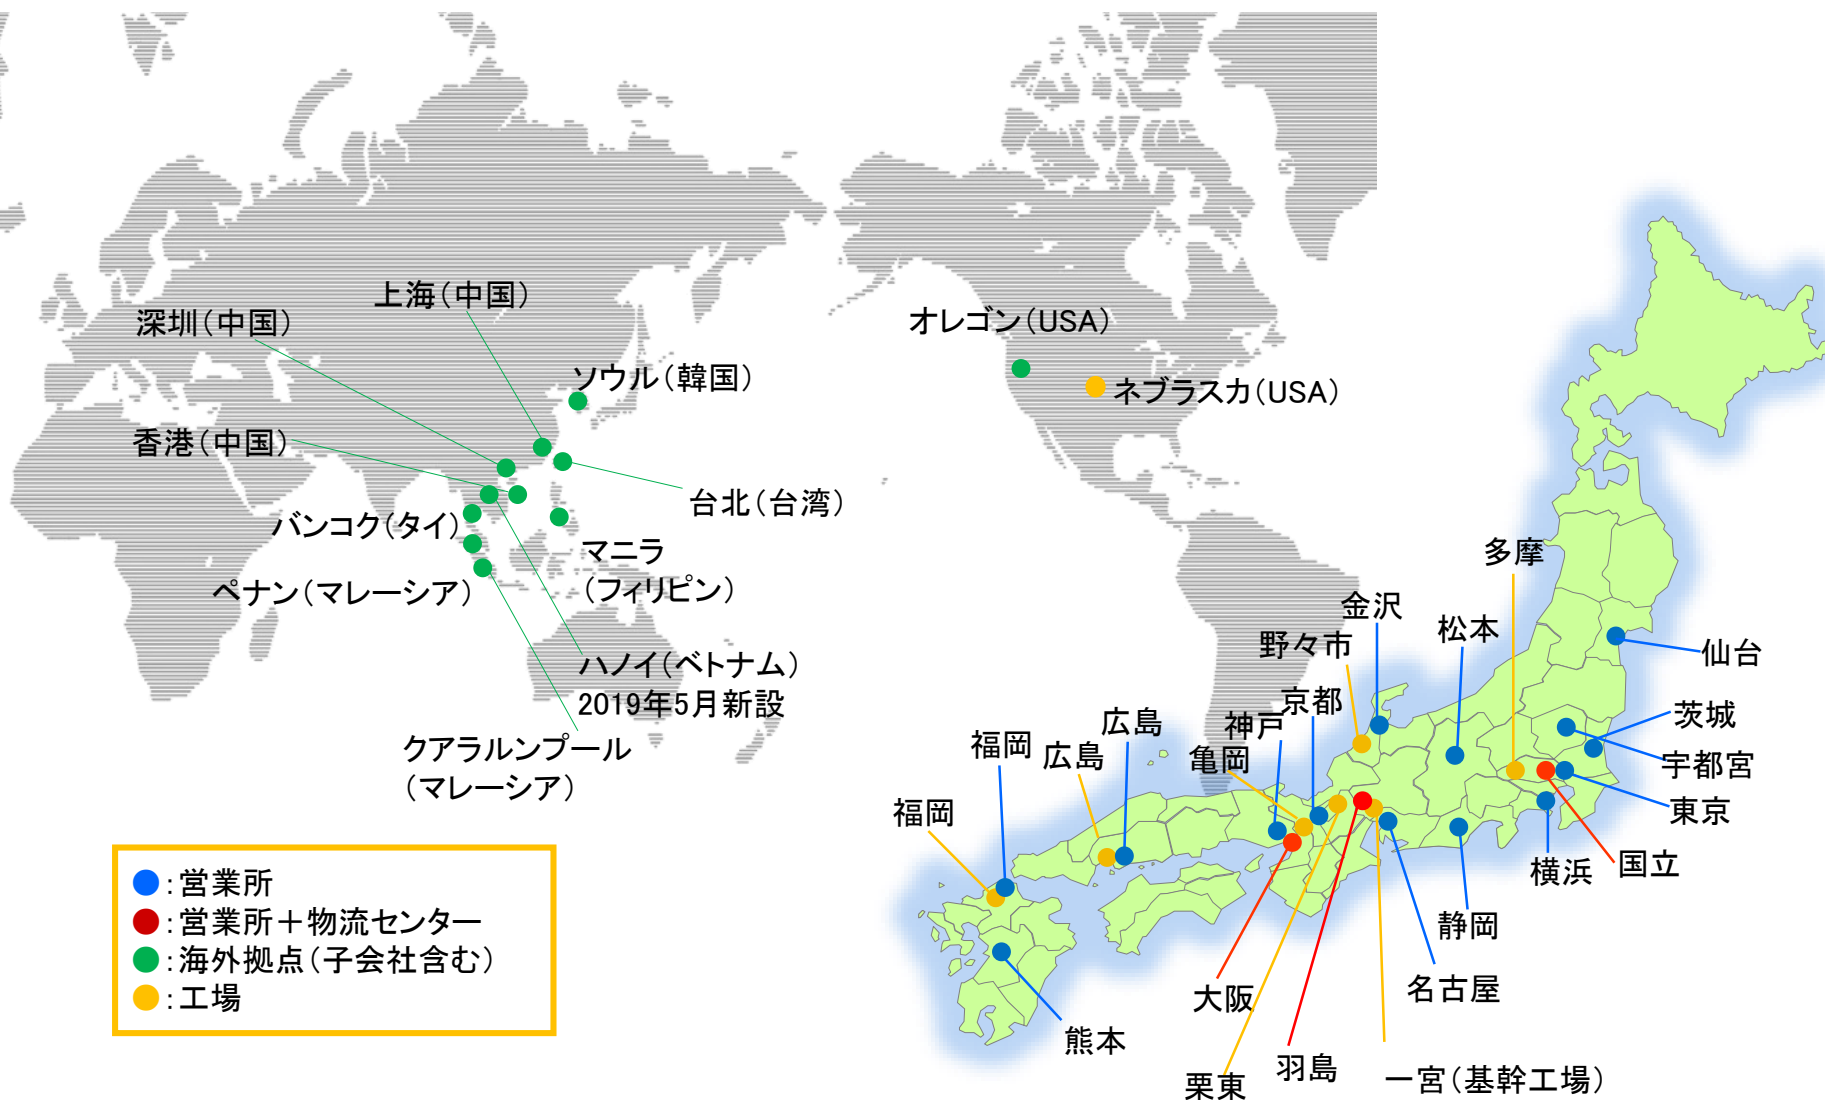 上海（中国）
深圳（中国）
ソウル（韓国）
香港（中国）
台北（台湾）
バンコク（タイ）
マニラ
（フィリピン）
ペナン（マレーシア）
ハノイ（ベトナム）
2019年5月新設
クアラルンプール
（マレーシア）
オレゴン（USA）
ネブラスカ（USA）
多摩
金沢
松本
野々市
仙台
京都
神戸
茨城
広島
福岡
広島
亀岡
宇都宮
福岡
東京
国立
横浜
静岡
名古屋
大阪
熊本
羽島
栗東
一宮（基幹工場）
：営業所
：営業所＋物流センター
：海外拠点（子会社含む）
：工場